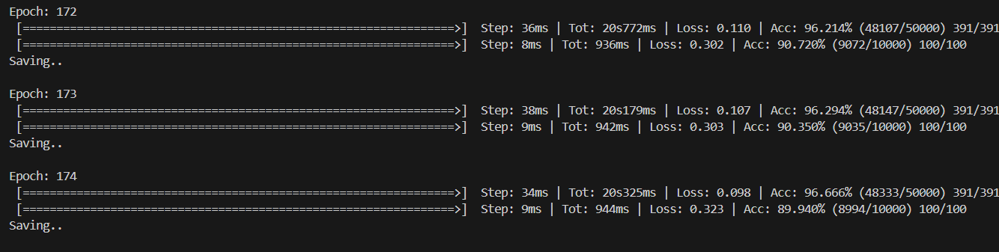 Epoch: 172
[================================================================>] Step: 36ms | Tot: 20s772ms | Loss: 0.110 | Acc: 96.214% (48107/50000) 391/391
[================================================================>] Step: 8ms | Tot: 936ms | Loss: 0.302 | Acc: 90.720% (9072/10000) 100/100
Saving..
Epoch: 173
[================================================================>] Step: 38ms | Tot: 20s179ms | Loss: 0.107 | Acc: 96.294% (48147/50000) 391/391
[================================================================>] Step: 9ms | Tot: 942ms | Loss: 0.303 | Acc: 90.350% (9035/10000) 100/100
Saving..
Epoch: 174
[================================================================>] Step: 34ms | Tot: 20s325ms | Loss: 0.098 | Acc: 96.666% (48333/50000) 391/391
[================================================================>] Step: 9ms | Tot: 944ms | Loss: 0.323 | Acc: 89.940% (8994/10000) 100/100
Saving..